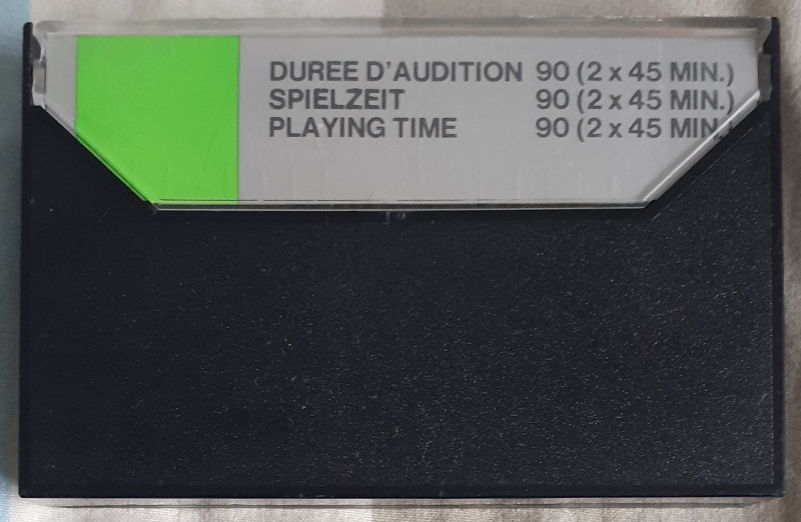 DUREE D'AUDITION 90 (2 x 45 MIN.)
SPIELZEIT 90 (2 x 45 MIN.)
PLAYING TIME 90 (2 x 45 MIN.)